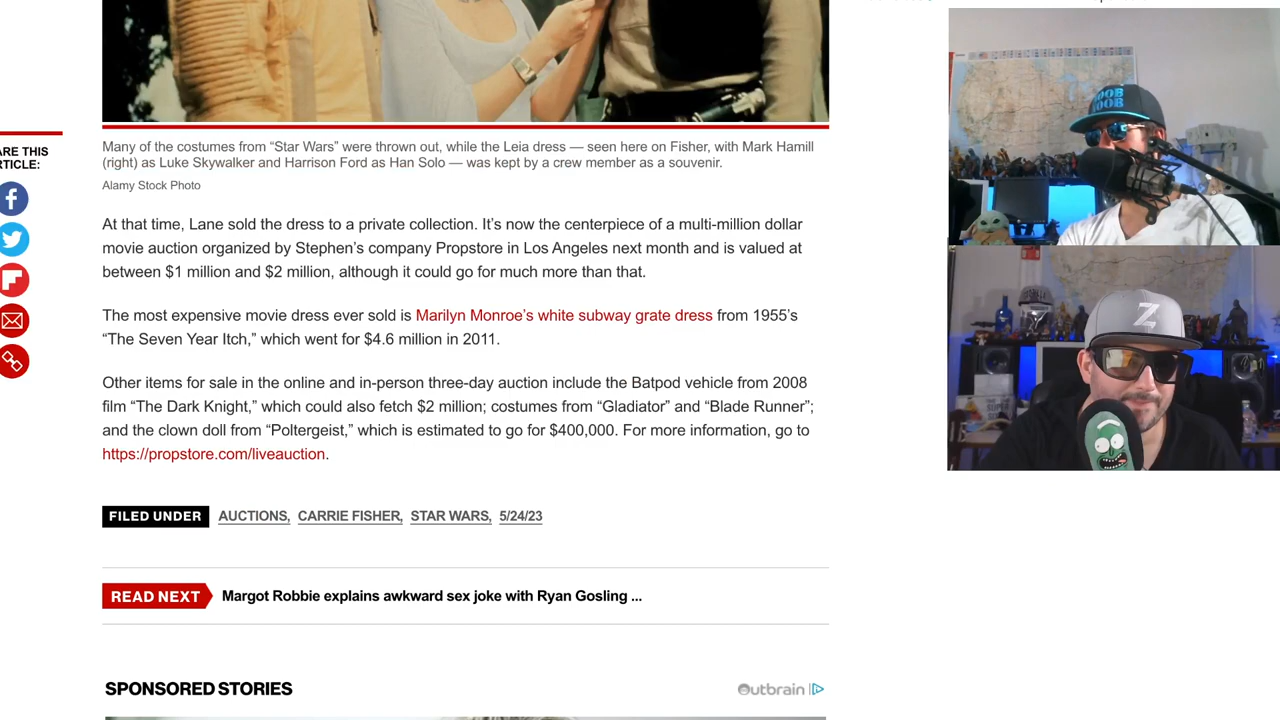 ARE THIS
RTICLE:
Many of the costumes from “Star Wars” were thrown out, while the Leia dress — seen here on Fisher, with Mark Hamill
(right) as Luke Skywalker and Harrison Ford as Han Solo — was kept by a crew member as a souvenir.
Alamy Stock Photo
At that time, Lane sold the dress to a private collection. It’s now the centerpiece of a multi-million dollar
movie auction organized by Stephen’s company Propstore in Los Angeles next month and is valued at
between $1 million and $2 million, although it could go for much more than that.
The most expensive movie dress ever sold is Marilyn Monroe’s white subway grate dress from 1955’s
“The Seven Year Itch,” which went for $4.6 million in 2011.
Other items for sale in the online and in-person three-day auction include the Batpod vehicle from 2008
film “The Dark Knight,” which could also fetch $2 million; costumes from “Gladiator” and “Blade Runner”;
and the clown doll from “Poltergeist,” which is estimated to go for $400,000. For more information, go to
https://propstore.com/liveauction.
FILED UNDER AUCTIONS, CARRIE FISHER, STAR WARS, 5/24/23
READ NEXT Margot Robbie explains awkward sex joke with Ryan Gosling ...
SPONSORED STORIES
Outbrain
NOOB
NOOB
Z